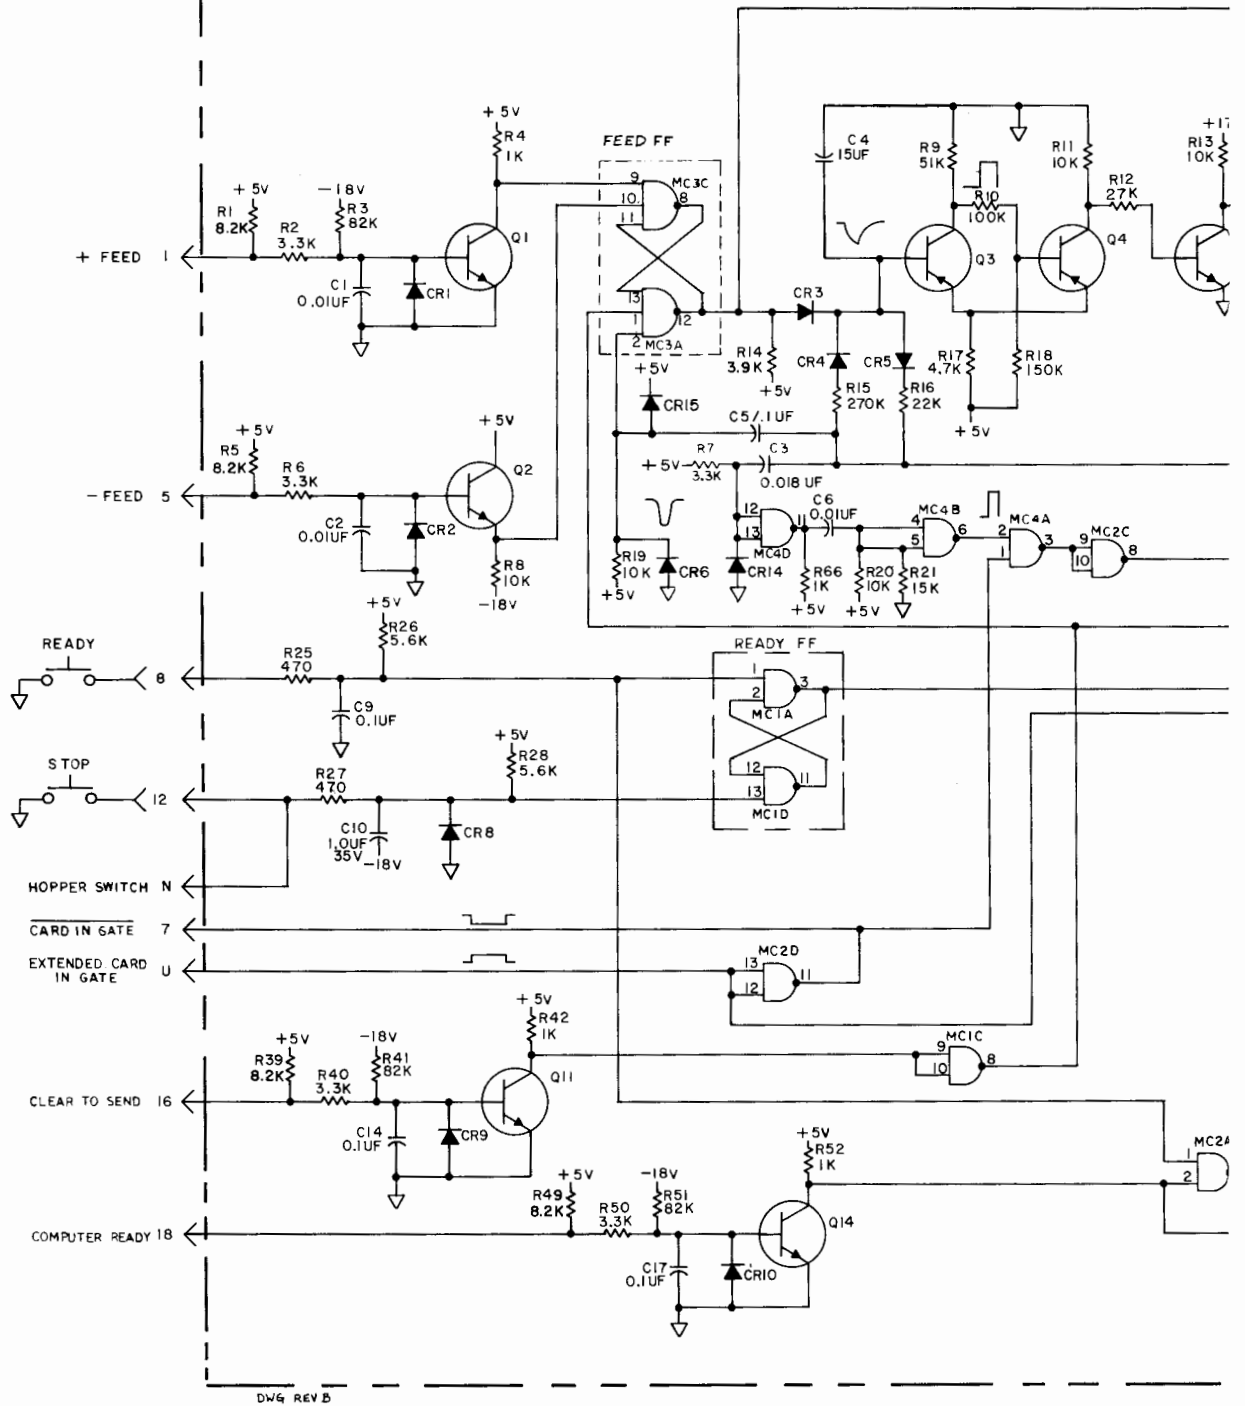 +5V
R4
1K
FEED FF
+5V
R1
8.2K
-18V
R3
82K
R2
3.3K
+ FEED 1
C1
0.01UF
CR1
Q1
9
10
11
MC3C
8
13
1
2
12
MC3A
C4
15UF
R9
51K
R10
100K
R11
10K
R12
27K
R13
10K
Q3
Q4
CR3
R14
3.9K
+5V
CR4
CR5
R15
270K
R16
22K
R17
4.7K
R18
150K
+5V
+5V
CR15
C5/.1UF
+5V
R5
8.2K
R6
3.3K
- FEED 5
C2
0.01UF
CR2
+5V
Q2
R8
10K
-18V
+5V
R7
3.3K
C3
0.018 UF
12
13
11
MC4D
C6
0.01UF
4
5
MC4B
6
2
1
MC4A
3
9
10
MC2C
8
R19
10K
+5V
CR6
CR14
R66
1K
+5V
R20
10K
+5V
R21
15K
+5V
R26
5.6K
READY
8
R25
470
C9
0.1UF
READY FF
1
2
3
MC1A
12
13
11
MC1D
STOP
12
R27
470
+5V
R28
5.6K
C10
1.0UF
35V
-18V
CR8
HOPPER SWITCH N
CARD IN GATE 7
EXTENDED CARD
IN GATE U
MC2D
13
12
11
+5V
R42
1K
MC1C
9
10
8
+5V
R39
8.2K
-18V
R41
82K
R40
3.3K
Q11
CLEAR TO SEND 16
C14
0.1UF
CR9
+5V
R52
1K
MC2A
1
2
+5V
R49
8.2K
-18V
R51
82K
R50
3.3K
Q14
COMPUTER READY 18
C17
0.1UF
CR10
DWG REV B